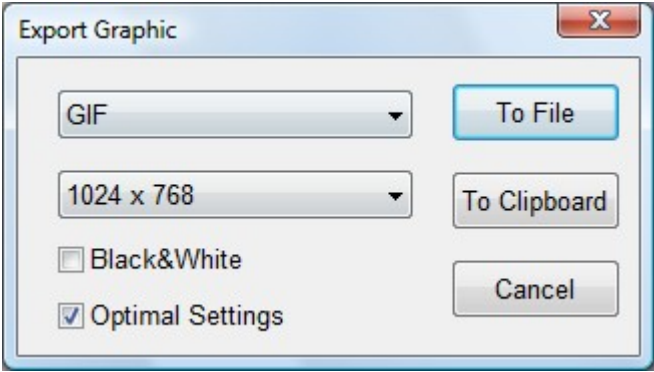 Export Graphic
GIF
To File
1024 x 768
To Clipboard
Black&White
Cancel
Optimal Settings